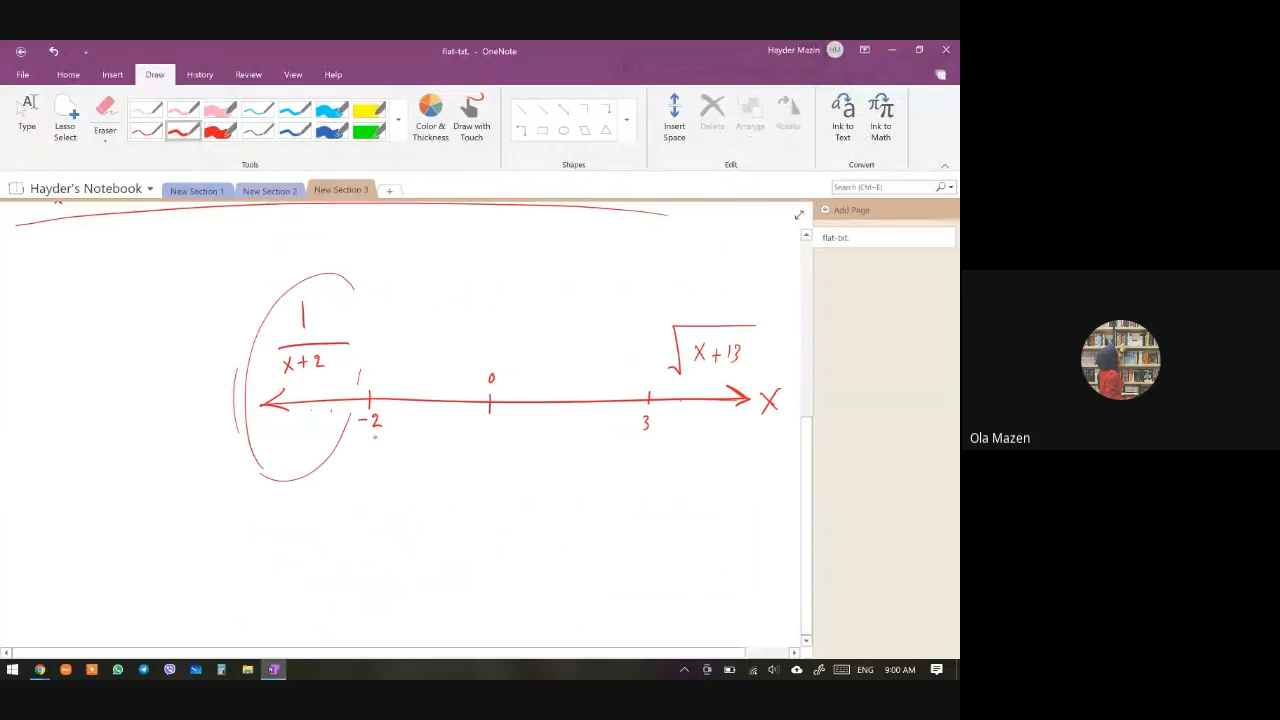 flat-txt. - OneNote
Hayder Mazin HM
File Home Insert Draw History Review View Help
Type
Lasso Select
Eraser
Color & Thickness
Draw with Touch
Insert Space
Delete
Arrange
Rotate
Ink to Text
Ink to Math
Tools Shapes Edit Convert
Hayder's Notebook New Section 1 New Section 2 New Section 3 +
Search (Ctrl+E)
Add Page
flat-txt.
1
x+2
√x+13
0
X
-2
3
Ola Mazen
ENG 9:00 AM